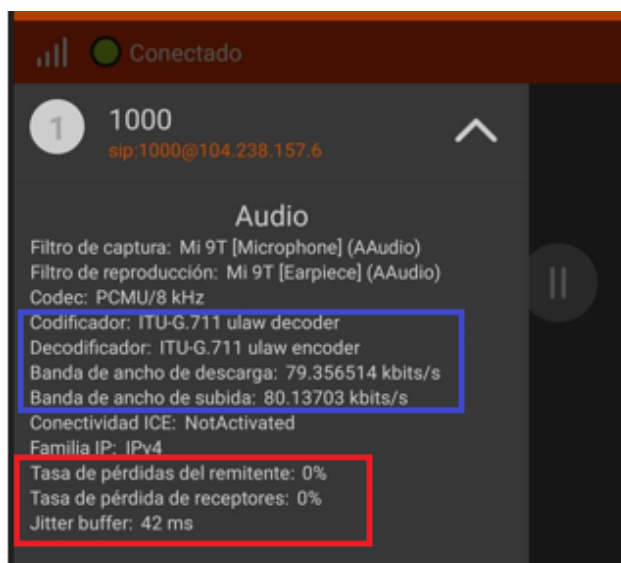 Conectado
1
1000
sip:1000@104.238.157.6
Audio
Filtro de captura: Mi 9T [Microphone] (AAudio)
Filtro de reproducción: Mi 9T [Earpiece] (AAudio)
Codec: PCMU/8 kHz
Codificador: ITU-G.711 ulaw decoder
Decodificador: ITU-G.711 ulaw encoder
Banda de ancho de descarga: 79.356514 kbits/s
Banda de ancho de subida: 80.13703 kbits/s
Conectividad ICE: NotActivated
Familia IP: IPv4
Tasa de pérdidas del remitente: 0%
Tasa de pérdida de receptores: 0%
Jitter buffer: 42 ms